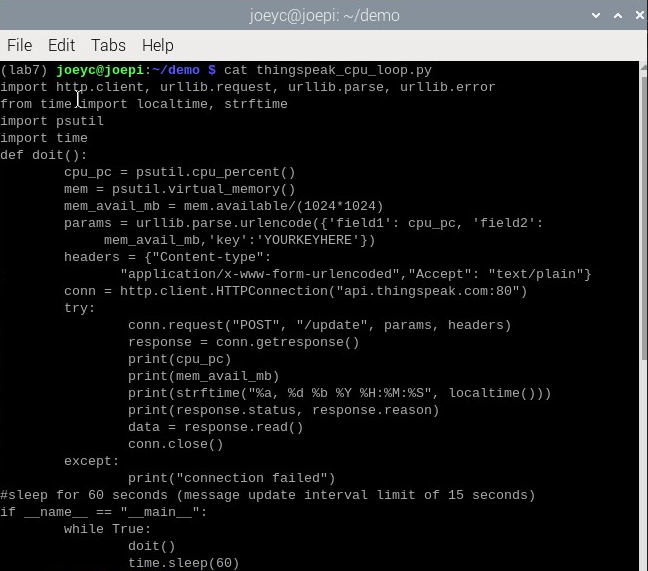 joeyc@joepi: ~/demo
File Edit Tabs Help
(lab7) joeyc@joepi:~/demo $ cat thingspeak_cpu_loop.py
import http.client, urllib.request, urllib.parse, urllib.error
from time import localtime, strftime
import psutil
import time
def doit():
        cpu_pc = psutil.cpu_percent()
        mem = psutil.virtual_memory()
        mem_avail_mb = mem.available/(1024*1024)
        params = urllib.parse.urlencode({'field1': cpu_pc, 'field2':
             mem_avail_mb,'key':'YOURKEYHERE'})
        headers = {"Content-type":
               "application/x-www-form-urlencoded","Accept": "text/plain"}
        conn = http.client.HTTPConnection("api.thingspeak.com:80")
        try:
                conn.request("POST", "/update", params, headers)
                response = conn.getresponse()
                print(cpu_pc)
                print(mem_avail_mb)
                print(strftime("%a, %d %b %Y %H:%M:%S", localtime()))
                print(response.status, response.reason)
                data = response.read()
                conn.close()
        except:
                print("connection failed")
#sleep for 60 seconds (message update interval limit of 15 seconds)
if __name__ == "__main__":
        while True:
                doit()
                time.sleep(60)